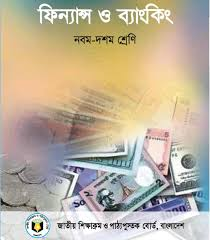 ফিন্যান্স ও ব্যাংকিং
নবম-দশম শ্রেণি
জাতীয় শিক্ষাক্রম ও পাঠ্যপুস্তক বোর্ড, বাংলাদেশ